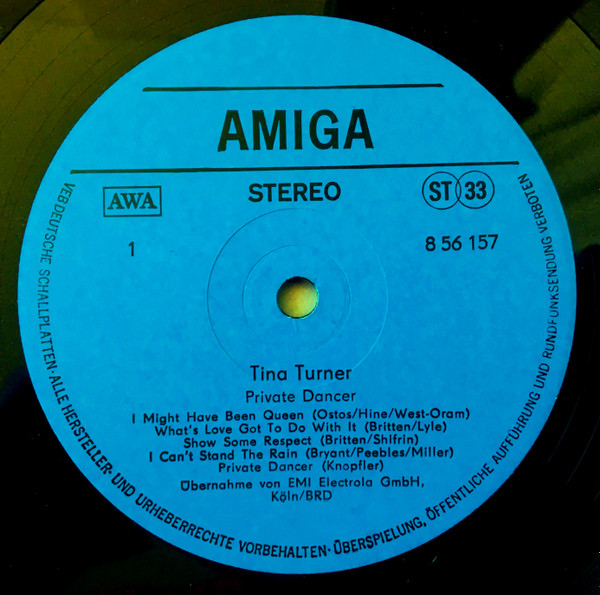 AMIGA
AWA
STEREO
ST 33
1
8 56 157
Tina Turner
Private Dancer
I Might Have Been Queen (Ostos/Hine/West-Oram)
What's Love Got To Do With It (Britten/Lyle)
Show Some Respect (Britten/Shifrin)
I Can't Stand The Rain (Bryant/Peebles/Miller)
Private Dancer (Knopfler)
Übernahme von EMI Electrola GmbH,
Köln/BRD
VEB DEUTSCHE SCHALLPLATTEN · ALLE HERSTELLER- UND URHEBERRECHTE VORBEHALTEN · ÜBERSPIELUNG, ÖFFENTLICHE AUFFÜHRUNG UND RUNDFUNKSENDUNG VERBOTEN